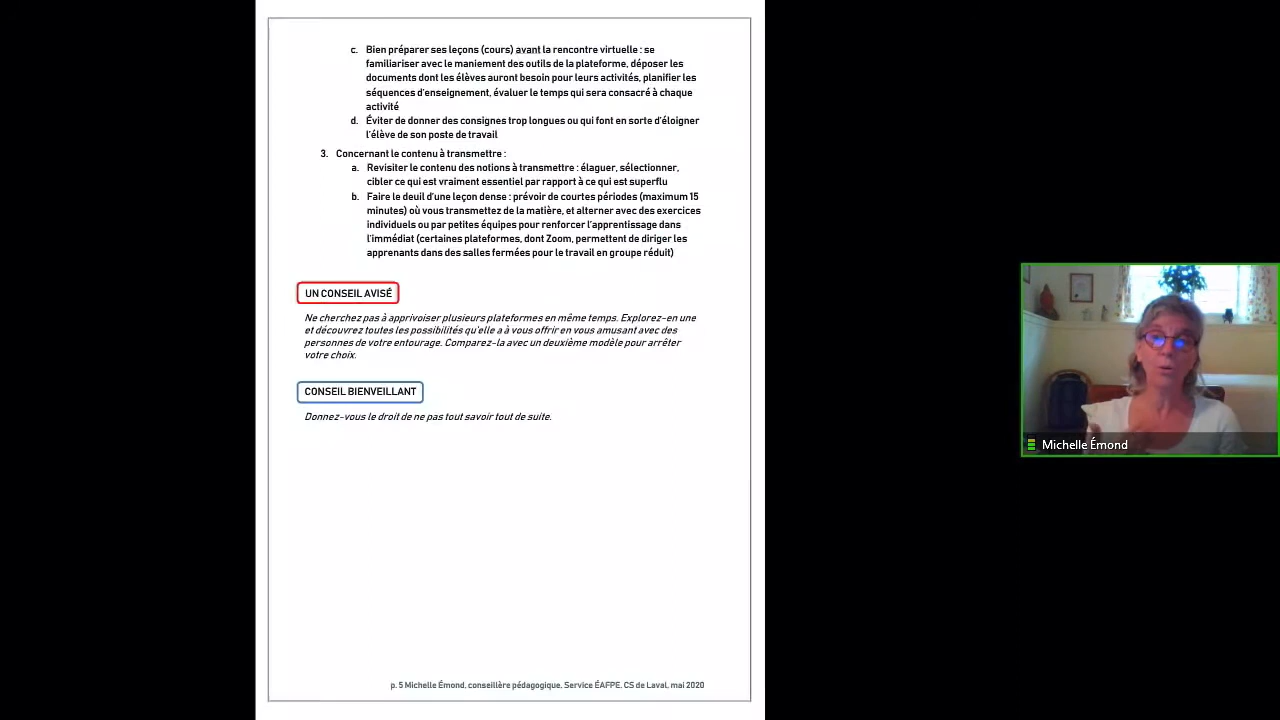 c. Bien préparer ses leçons (cours) avant la rencontre virtuelle : se
familiariser avec le maniement des outils de la plateforme, déposer les
documents dont les élèves auront besoin pour leurs activités, planifier les
séquences d'enseignement, évaluer le temps qui sera consacré à chaque
activité
d. Éviter de donner des consignes trop longues ou qui font en sorte d'éloigner
l'élève de son poste de travail
3. Concernant le contenu à transmettre :
a. Revisiter le contenu des notions à transmettre : élaguer, sélectionner,
cibler ce qui est vraiment essentiel par rapport à ce qui est superflu
b. Faire le deuil d'une leçon dense : prévoir de courtes périodes (maximum 15
minutes) où vous transmettez de la matière, et alterner avec des exercices
individuels ou par petites équipes pour renforcer l'apprentissage dans
l'immédiat (certaines plateformes, dont Zoom, permettent de diriger les
apprenants dans des salles fermées pour le travail en groupe réduit)
UN CONSEIL AVISÉ
Ne cherchez pas à apprivoiser plusieurs plateformes en même temps. Explorez-en une
et découvrez toutes les possibilités qu'elle a à vous offrir en vous amusant avec des
personnes de votre entourage. Comparez-la avec un deuxième modèle pour arrêter
votre choix.
CONSEIL BIENVEILLANT
Donnez-vous le droit de ne pas tout savoir tout de suite.
p. 5 Michelle Émond, conseillère pédagogique, Service ÉAFPE, CS de Laval, mai 2020
Michelle Émond